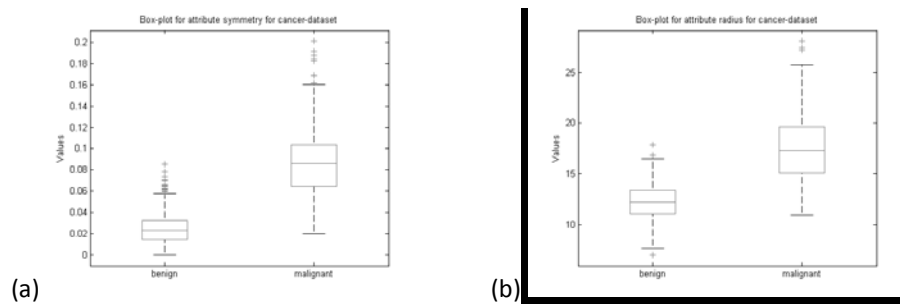 Box-plot for attribute symmetry for cancer-dataset
0.2
0.18
0.16
0.14
0.12
0.1
0.08
0.06
0.04
0.02
0
Values
benign
malignant
(a)
Box-plot for attribute radius for cancer-dataset
25
20
15
10
Values
benign
malignant
(b)